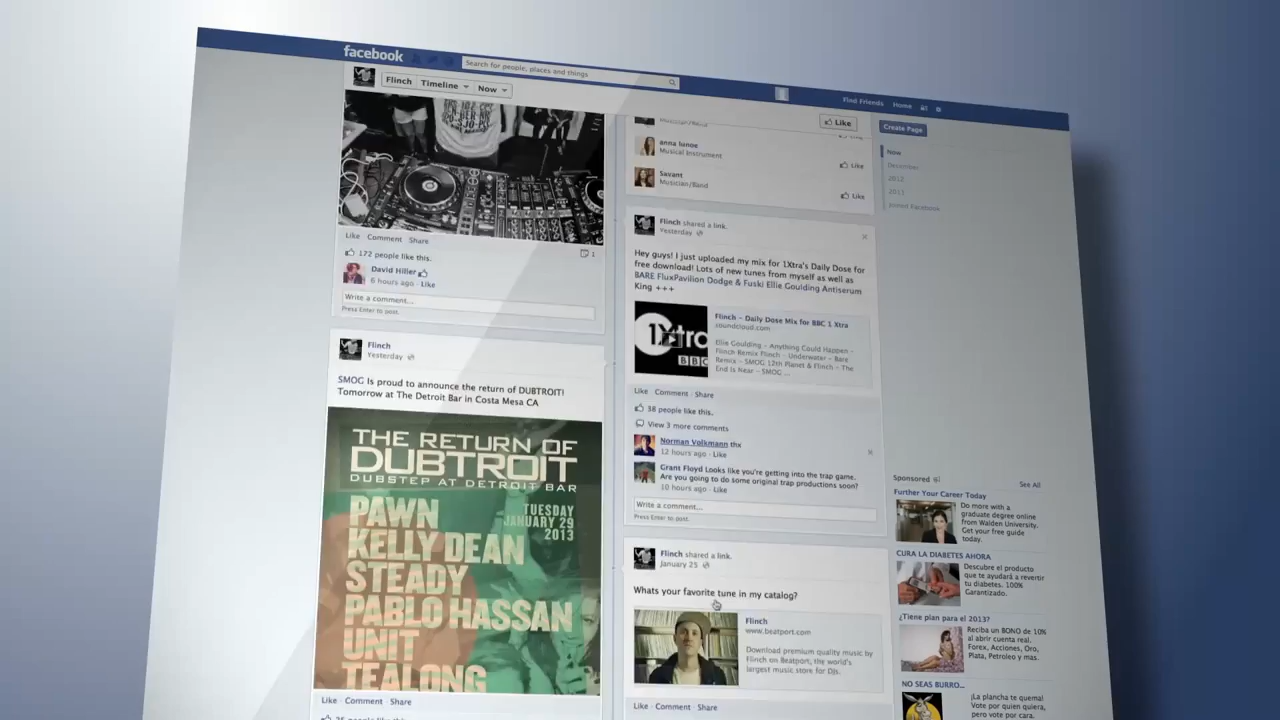 facebook
Search for people, places and things
Find Friends
Home
Flinch
Timeline
Now
Like
Create Page
Now
December
2012
2011
Joined Facebook
Like Comment Share
1
172 people like this.
David Hiller
6 hours ago · Like
Write a comment...
Press Enter to post.
Flinch
Yesterday
SMOG is proud to announce the return of DUBTROIT!
Tomorrow at The Detroit Bar in Costa Mesa CA
THE RETURN OF
DUBTROIT
DUBSTEP AT DETROIT BAR
TUESDAY
JANUARY 29
2013
PAWN
KELLY DEAN
STEADY
PABLO HASSAN
UNIT
TEALONG
Like · Comment · Share
Musician/Band
anna lunoe
Musical Instrument
Like
Savant
Musician/Band
Like
Flinch shared a link.
Yesterday
Hey guys! I just uploaded my mix for 1Xtra's Daily Dose for
free download! Lots of new tunes from myself as well as
BARE FluxPavilion Dodge & Fuski Ellie Goulding Antiserum
King +++
1Xtra
BBC
Flinch - Daily Dose Mix for BBC 1 Xtra
soundcloud.com
Ellie Goulding - Anything Could Happen -
Flinch Remix Flinch - Underwater - Bare
Remix - SMOG 12th Planet & Flinch - The
End Is Near - SMOG ...
Like · Comment · Share
38 people like this.
View 3 more comments
Norman Volkmann thx
12 hours ago · Like
Grant Floyd Looks like you're getting into the trap game.
Are you going to do some original trap productions soon?
10 hours ago · Like
Write a comment...
Press Enter to post.
Flinch shared a link.
January 25
Whats your favorite tune in my catalog?
Flinch
www.beatport.com
Download premium quality music by
Flinch on Beatport, the world's
largest music store for DJs.
Like · Comment · Share
Sponsored
See All
Further Your Career Today
Do more with a
graduate degree online
from Walden University.
Get your free guide
today.
CURA LA DIABETES AHORA
Descubre el producto
que te ayudará a revertir
tu diabetes. 100%
Garantizado.
¿Tiene plan para el 2013?
Reciba un BONO de 10%
al abrir cuenta real.
Forex, Acciones, Oro,
Plata, Petroleo y mas.
NO SEAS BURRO...
¡La plancha te quema!
Vote por quien quiera,
pero vote por cara.